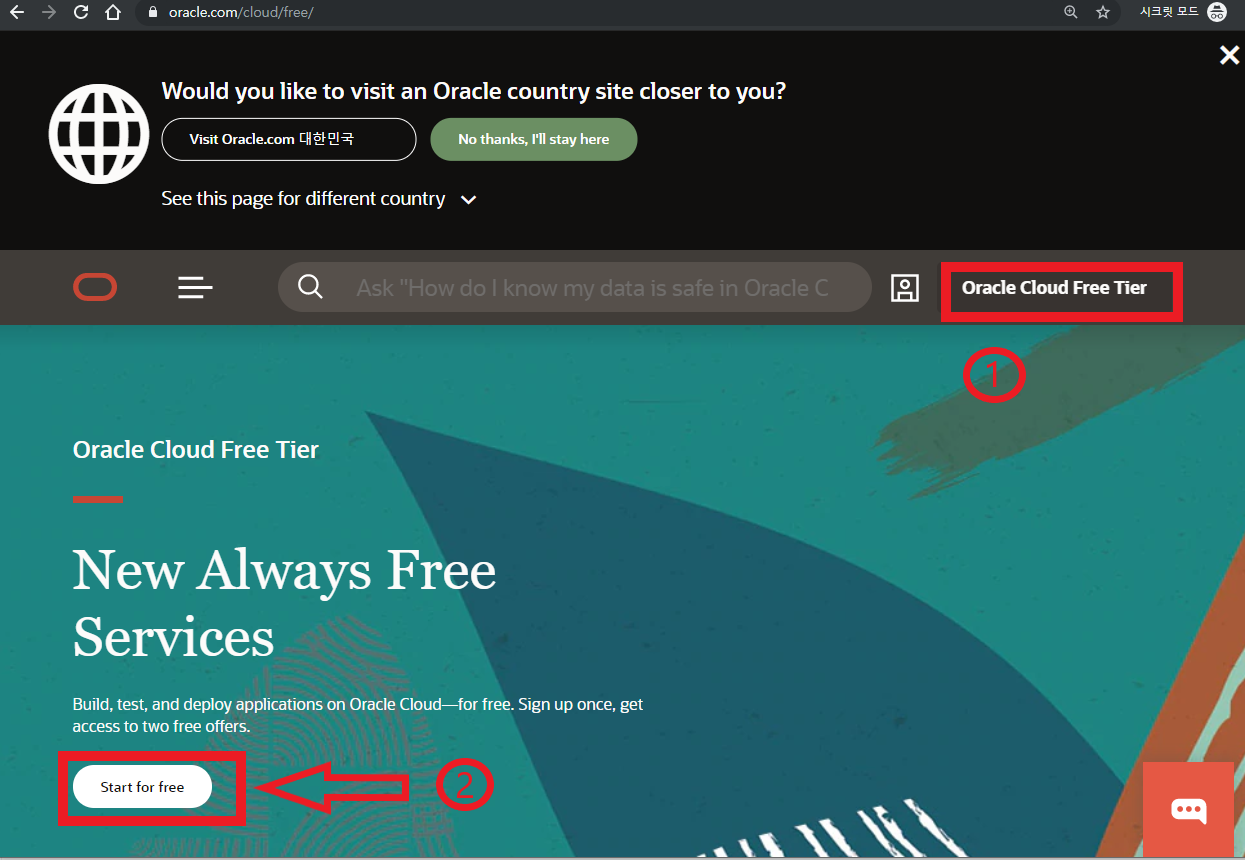 oracle.com/cloud/free/
시크릿 모드
Would you like to visit an Oracle country site closer to you?
Visit Oracle.com 대한민국
No thanks, I'll stay here
See this page for different country
Ask "How do I know my data is safe in Oracle C
Oracle Cloud Free Tier
1
Oracle Cloud Free Tier
New Always Free
Services
Build, test, and deploy applications on Oracle Cloud—for free. Sign up once, get
access to two free offers.
Start for free
2